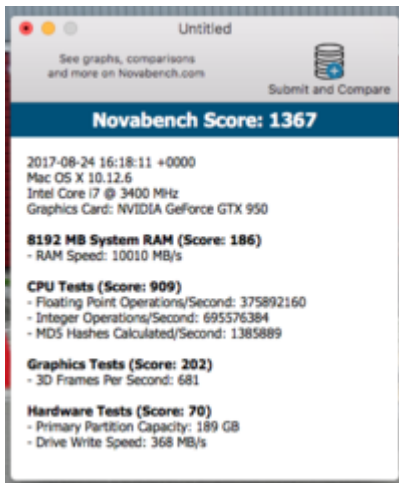 Untitled
See graphs, comparisons
and more on Novabench.com
Submit and Compare
Novabench Score: 1367
2017-08-24 16:18:11 +0000
Mac OS X 10.12.6
Intel Core i7 @ 3400 MHz
Graphics Card: NVIDIA GeForce GTX 950
8192 MB System RAM (Score: 186)
- RAM Speed: 10010 MB/s
CPU Tests (Score: 909)
- Floating Point Operations/Second: 375892160
- Integer Operations/Second: 695576384
- MD5 Hashes Calculated/Second: 1385889
Graphics Tests (Score: 202)
- 3D Frames Per Second: 681
Hardware Tests (Score: 70)
- Primary Partition Capacity: 189 GB
- Drive Write Speed: 368 MB/s